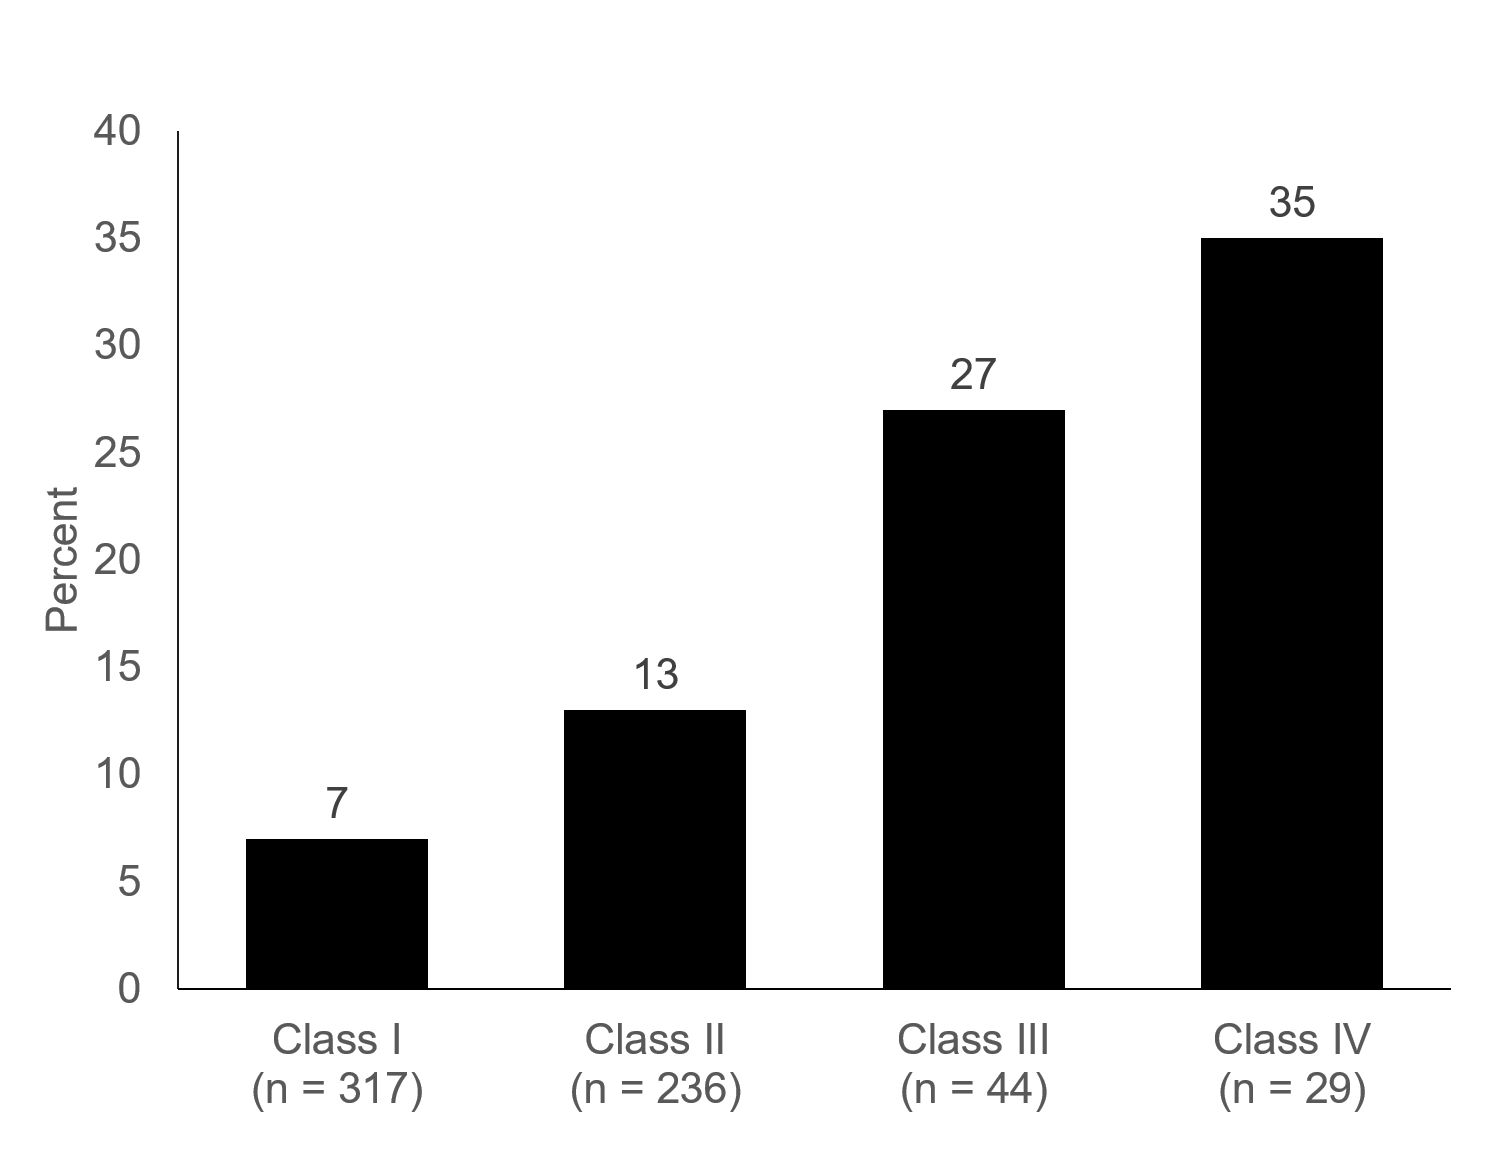 40
35
30
25
20
15
10
5
0
Percent
7
13
27
35
Class I
(n = 317)
Class II
(n = 236)
Class III
(n = 44)
Class IV
(n = 29)